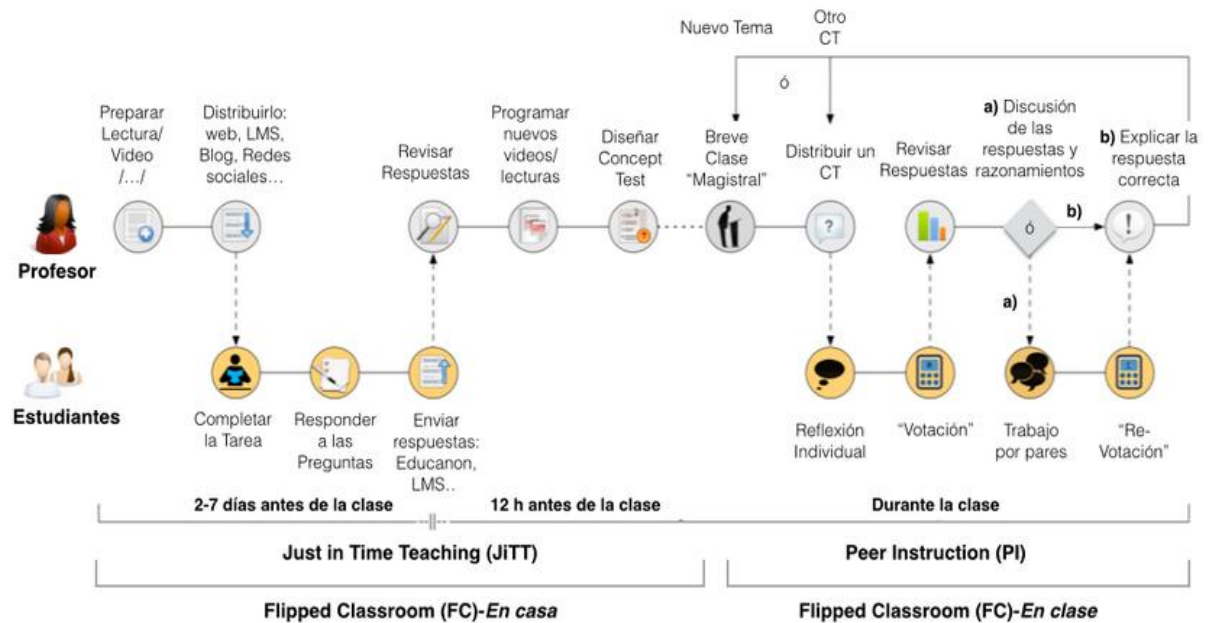 Nuevo Tema
Otro
CT
ó
Preparar
Lectura/
Video
/.../
Distribuirlo:
web, LMS,
Blog, Redes
sociales...
Revisar
Respuestas
Programar
nuevos
videos/
lecturas
Diseñar
Concept
Test
Breve
Clase
“Magistral”
Distribuir un
CT
Revisar
Respuestas
a) Discusión
de las
respuestas y
razonamientos
b) Explicar la
respuesta
correcta
?
ó
b)
!
Profesor
a)
Estudiantes
Completar
la Tarea
Responder
a las
Preguntas
Enviar
respuestas:
Educanon,
LMS..
Reflexión
Individual
“Votación”
Trabajo
por pares
“Re-
Votación”
2-7 días antes de la clase
12 h antes de la clase
Durante la clase
Just in Time Teaching (JiTT)
Peer Instruction (PI)
Flipped Classroom (FC)-En casa
Flipped Classroom (FC)-En clase